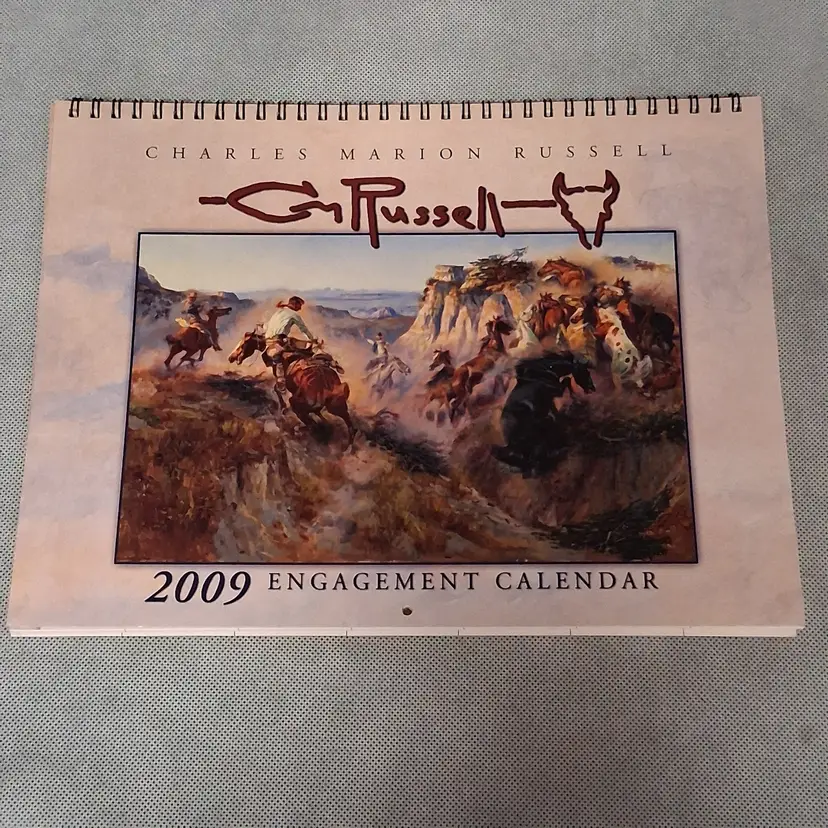 CHARLES MARION RUSSELL
CM Russell
2009 ENGAGEMENT CALENDAR